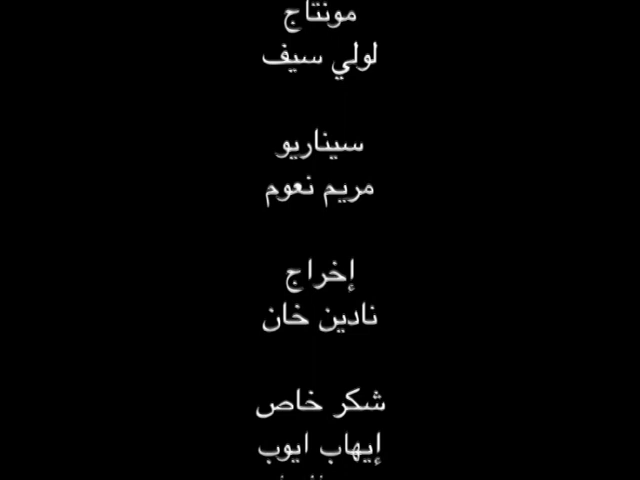 مونتاج
لولي سيف
سيناريو
مريم نعوم
إخراج
نادين خان
شكر خاص
إيهاب ايوب